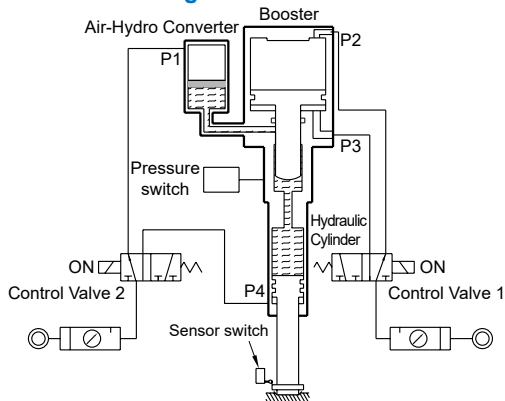 Booster
Air-Hydro Converter
P1
P2
P3
Pressure
switch
Hydraulic
Cylinder
ON
ON
P4
Control Valve 2
Control Valve 1
Sensor switch